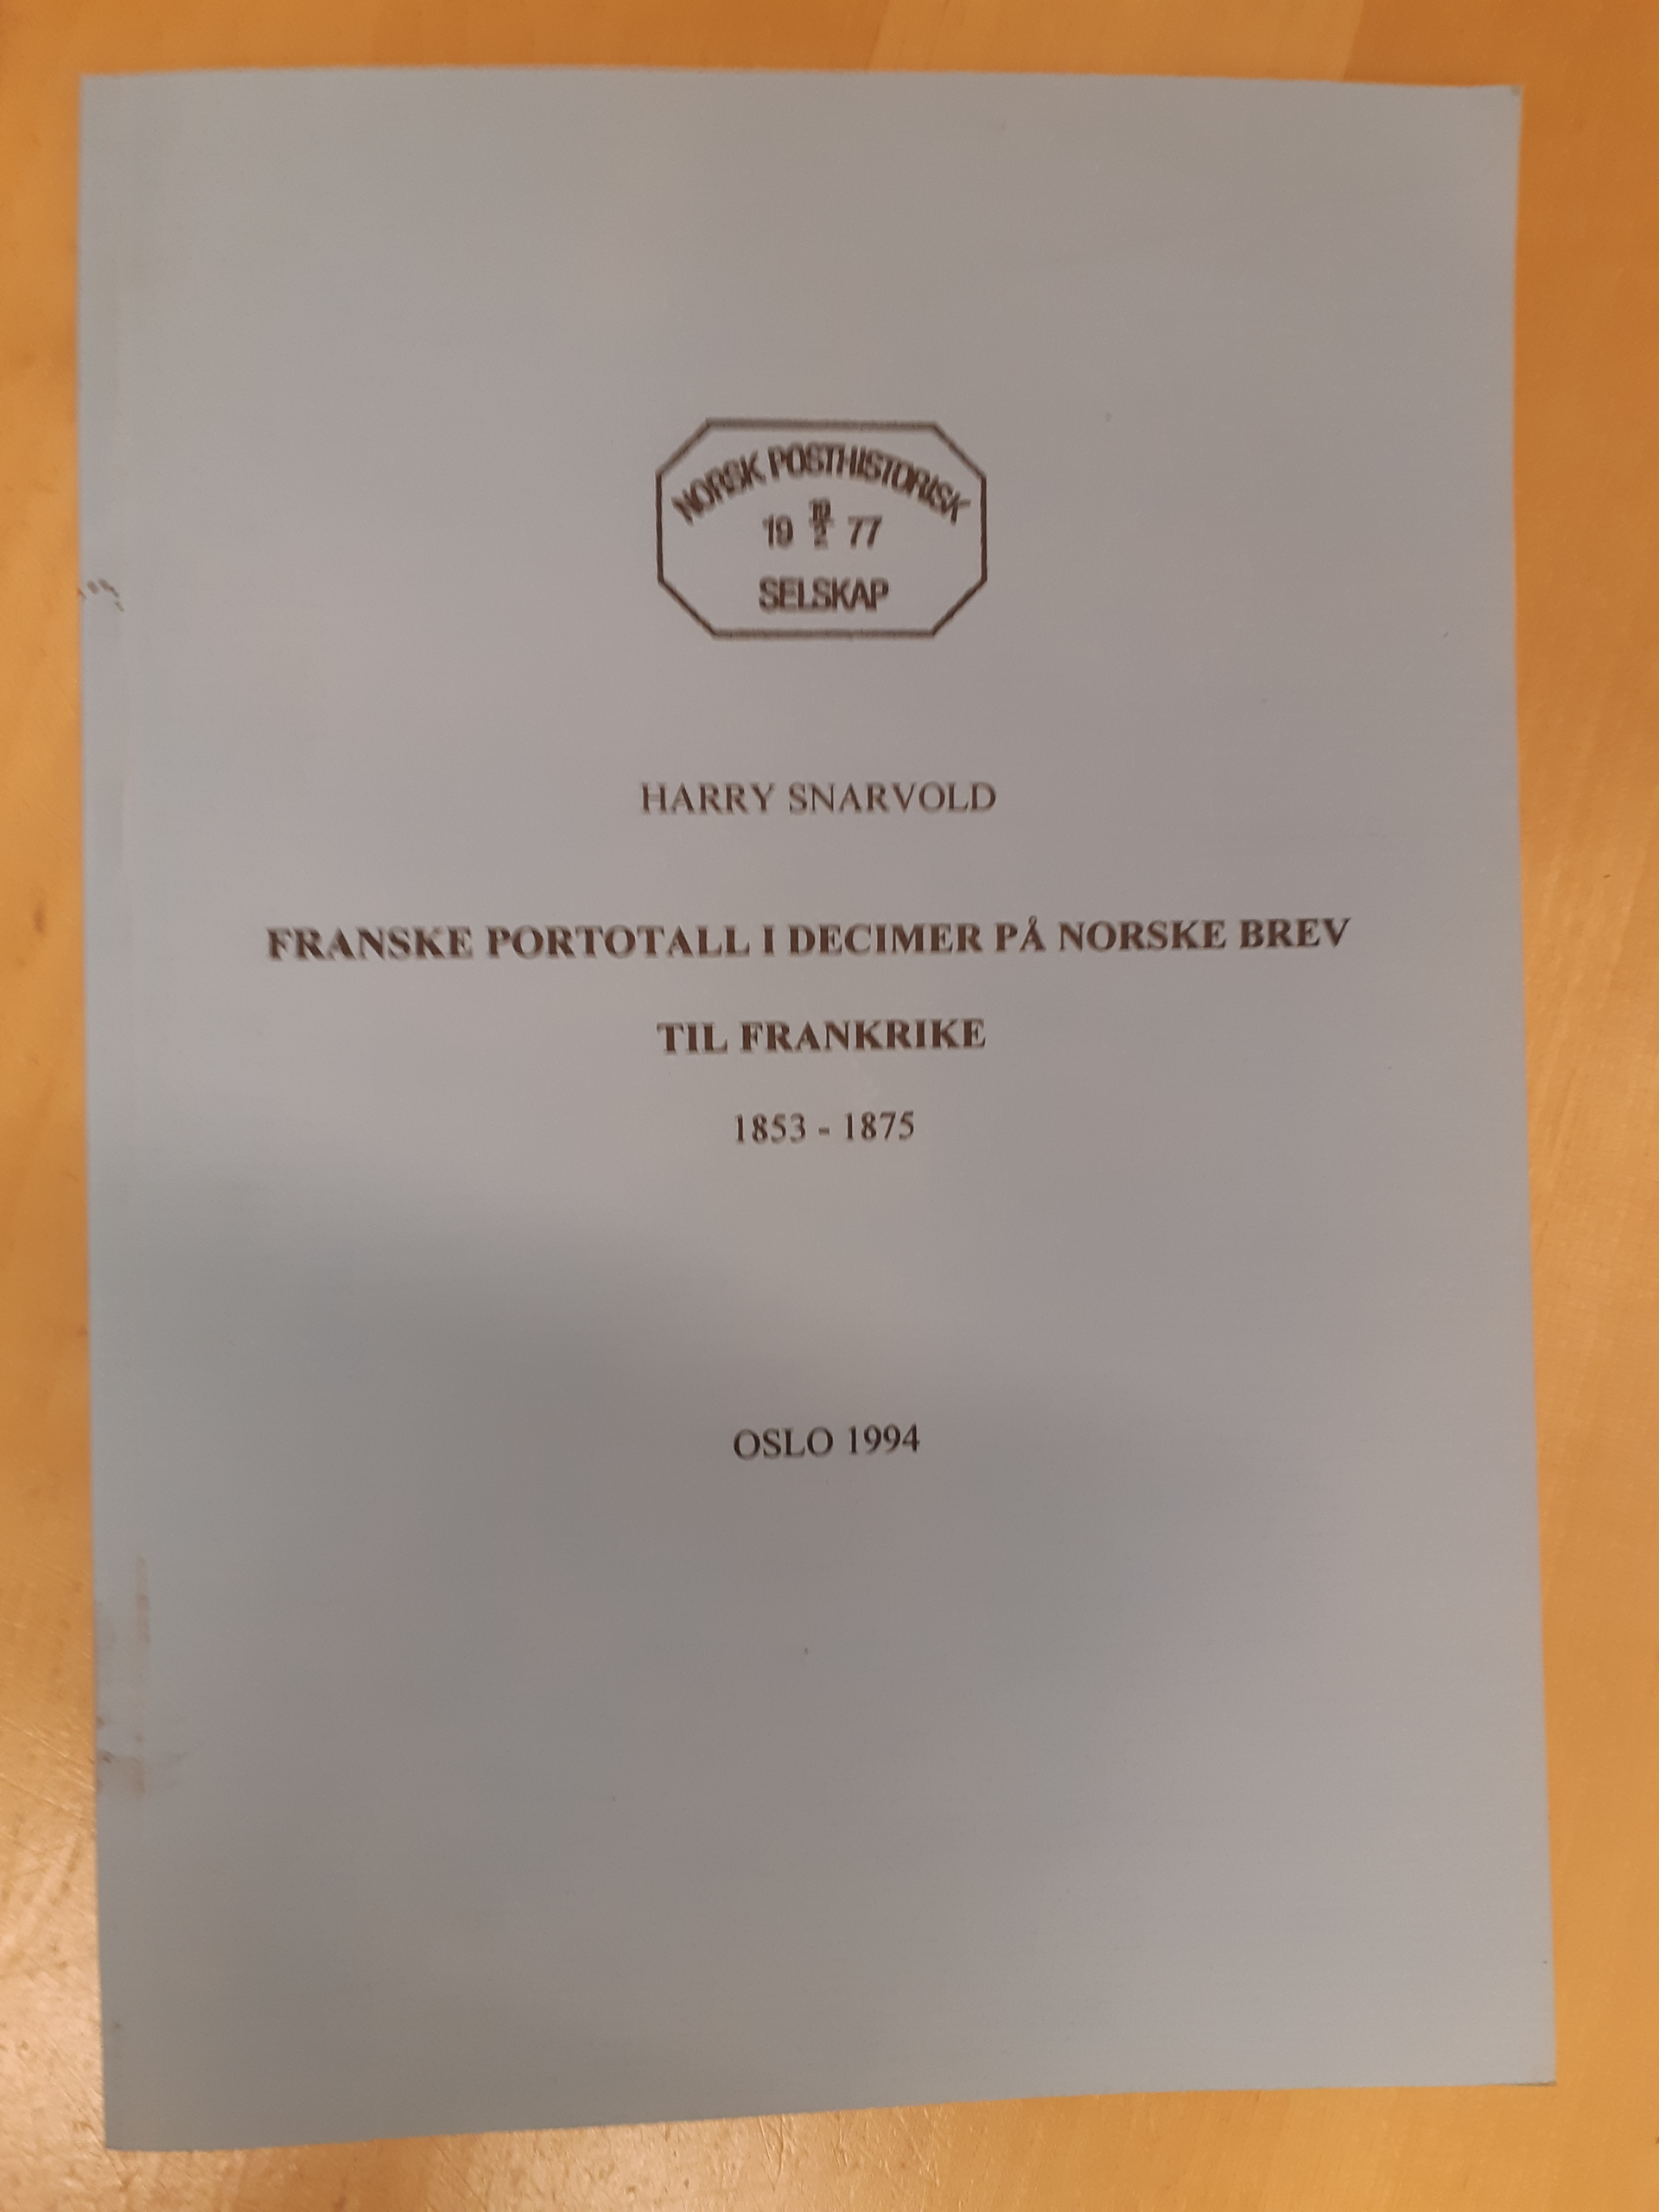 NORSK POSTHISTORISK
19 19/2 77
SELSKAP
HARRY SNARVOLD
FRANSKE PORTOTALL I DECIMER PÅ NORSKE BREV
TIL FRANKRIKE
1853 - 1875
OSLO 1994